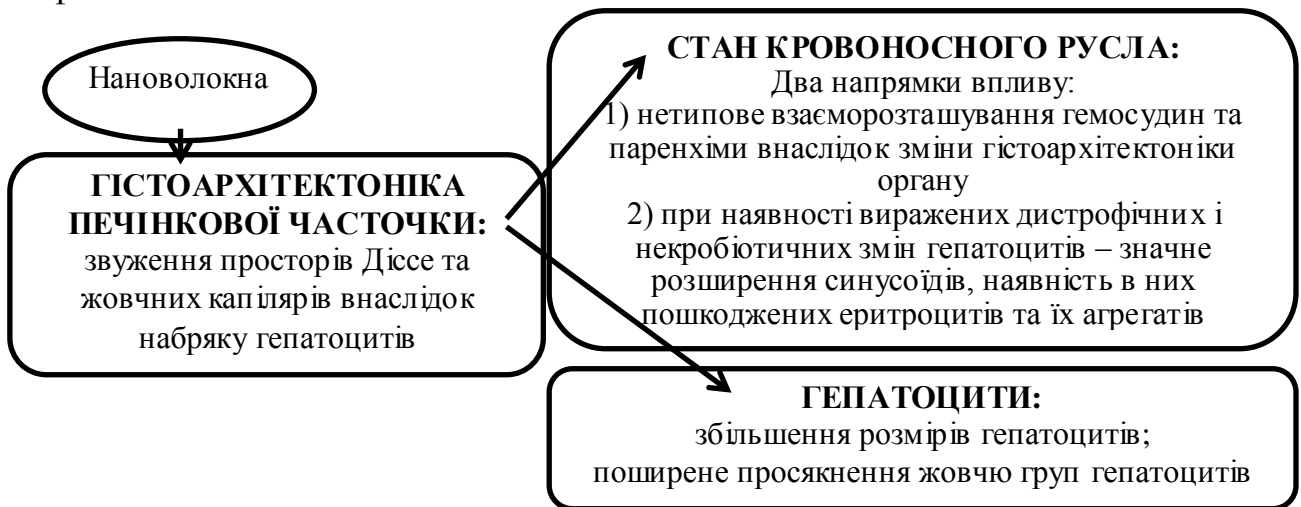 Нановолокна
ГІСТОАРХІТЕКТОНІКА
ПЕЧІНКОВОЇ ЧАСТОЧКИ:
звуження просторів Діссе та
жовчних капілярів внаслідок
набряку гепатоцитів
СТАН КРОВОНОСНОГО РУСЛА:
Два напрямки впливу:
1) нетипове взаєморозташування гемосудин та
паренхіми внаслідок зміни гістоархітектоніки
органу
2) при наявності виражених дистрофічних і
некробіотичних змін гепатоцитів – значне
розширення синусоїдів, наявність в них
пошкоджених еритроцитів та їх агрегатів
ГЕПАТОЦИТИ:
збільшення розмірів гепатоцитів;
поширене просякнення жовчю груп гепатоцитів